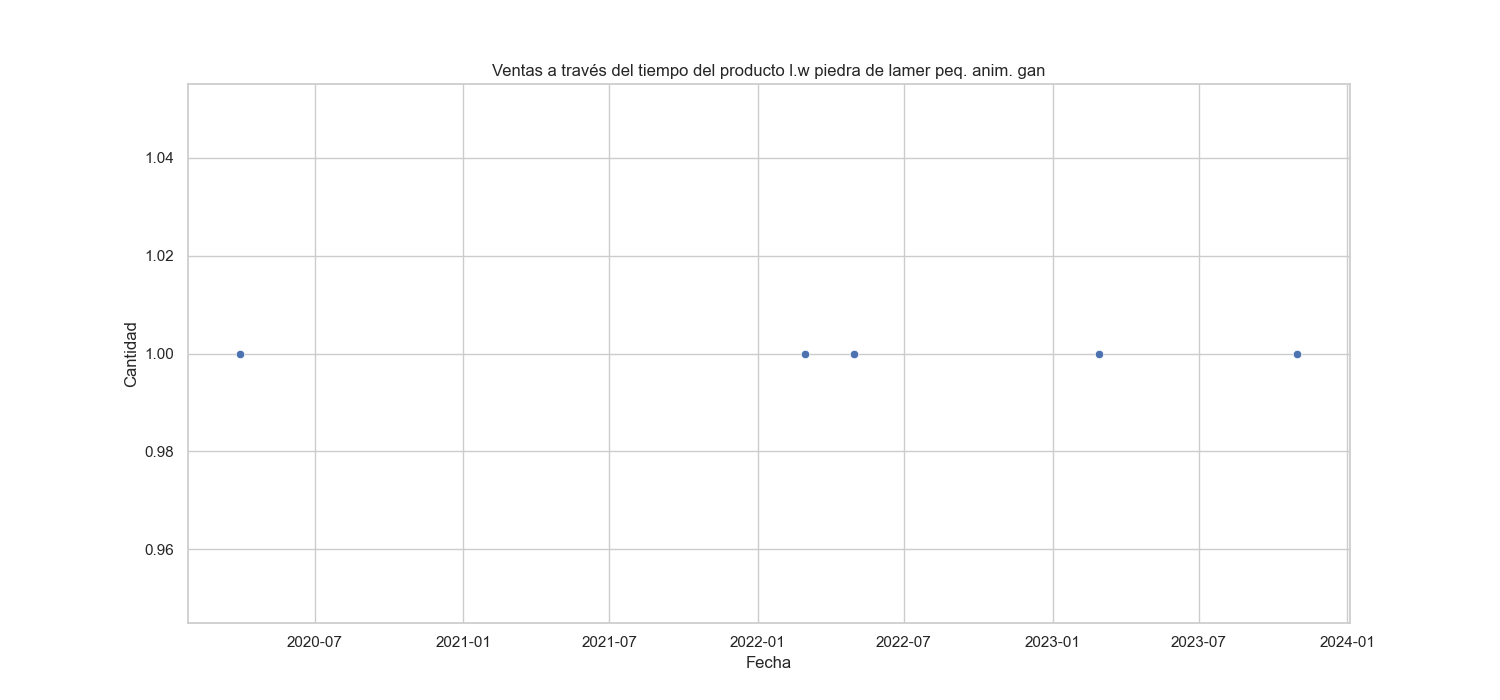 Ventas a través del tiempo del producto l.w piedra de lamer peq. anim. gan
1.04
1.02
1.00
0.98
0.96
Cantidad
2020-07 2021-01 2021-07 2022-01 2022-07 2023-01 2023-07 2024-01
Fecha